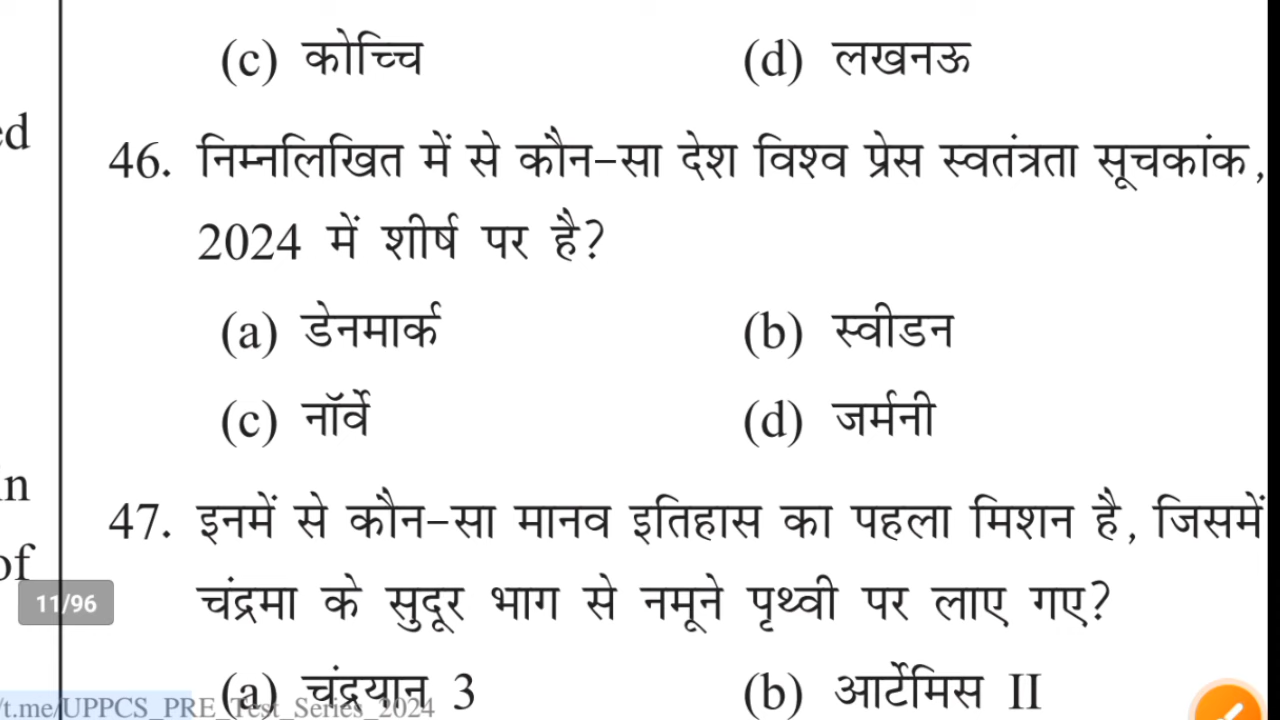 (c) कोच्चि (d) लखनऊ
ed
46. निम्नलिखित में से कौन-सा देश विश्व प्रेस स्वतंत्रता सूचकांक,
2024 में शीर्ष पर है?
(a) डेनमार्क (b) स्वीडन
(c) नॉर्वे (d) जर्मनी
in
47. इनमें से कौन-सा मानव इतिहास का पहला मिशन है, जिसमें
of
11/96
चंद्रमा के सुदूर भाग से नमूने पृथ्वी पर लाए गए?
(a) चंद्रयान 3 (b) आर्टेमिस II
/t.me/UPPCS_PRE_Test_Series_2024